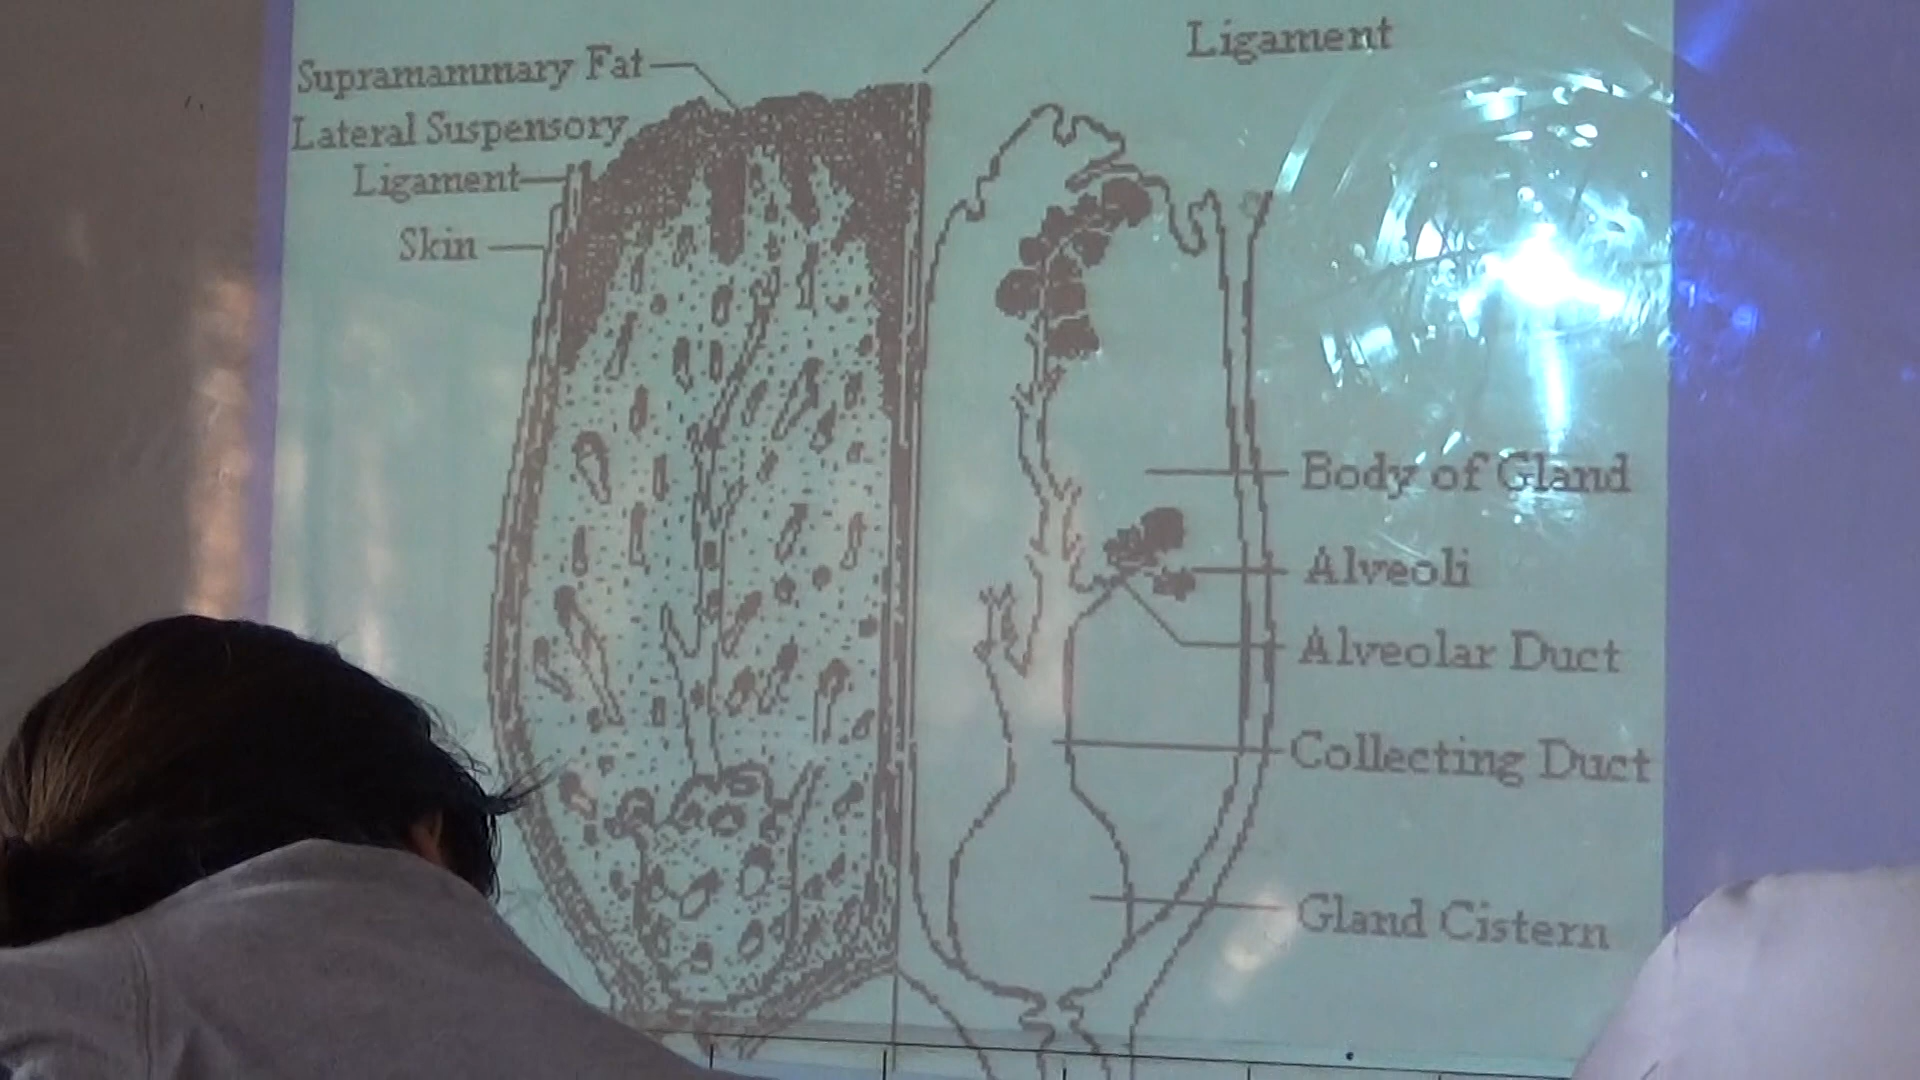 Supramammary Fat
Lateral Suspensory
Ligament
Skin
Ligament
Body of Gland
Alveoli
Alveolar Duct
Collecting Duct
Gland Cistern